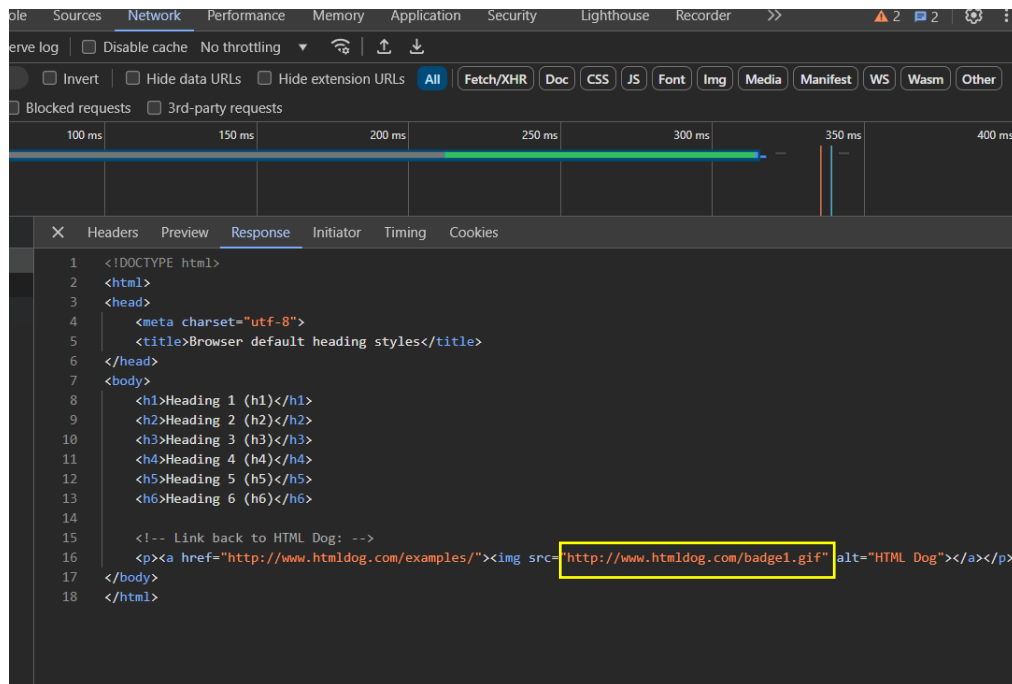 ole Sources Network Performance Memory Application Security Lighthouse Recorder >> 2 2
erve log Disable cache No throttling
Invert Hide data URLs Hide extension URLs All Fetch/XHR Doc CSS JS Font Img Media Manifest WS Wasm Other
Blocked requests 3rd-party requests
100 ms 150 ms 200 ms 250 ms 300 ms 350 ms 400 ms
Headers Preview Response Initiator Timing Cookies
1 <!DOCTYPE html>
2 <html>
3 <head>
4 <meta charset="utf-8">
5 <title>Browser default heading styles</title>
6 </head>
7 <body>
8 <h1>Heading 1 (h1)</h1>
9 <h2>Heading 2 (h2)</h2>
10 <h3>Heading 3 (h3)</h3>
11 <h4>Heading 4 (h4)</h4>
12 <h5>Heading 5 (h5)</h5>
13 <h6>Heading 6 (h6)</h6>
14
15 <!-- Link back to HTML Dog: -->
16 <p><a href="http://www.htmldog.com/examples/"><img src="http://www.htmldog.com/badge1.gif" alt="HTML Dog"></a></p>
17 </body>
18 </html>